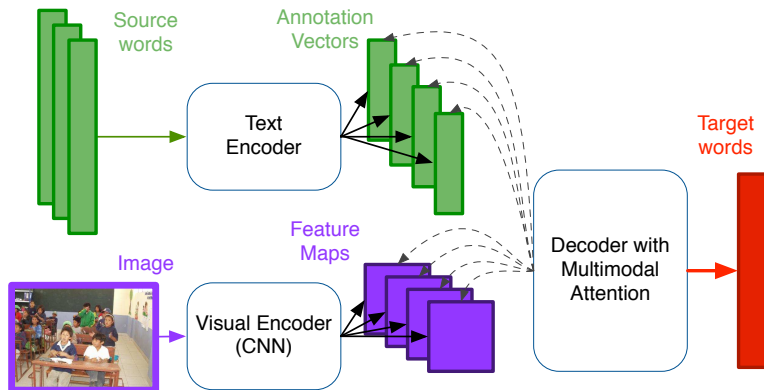 Source
words
Annotation
Vectors
Text
Encoder
Target
words
Image
Feature
Maps
Visual Encoder
(CNN)
Decoder with
Multimodal
Attention